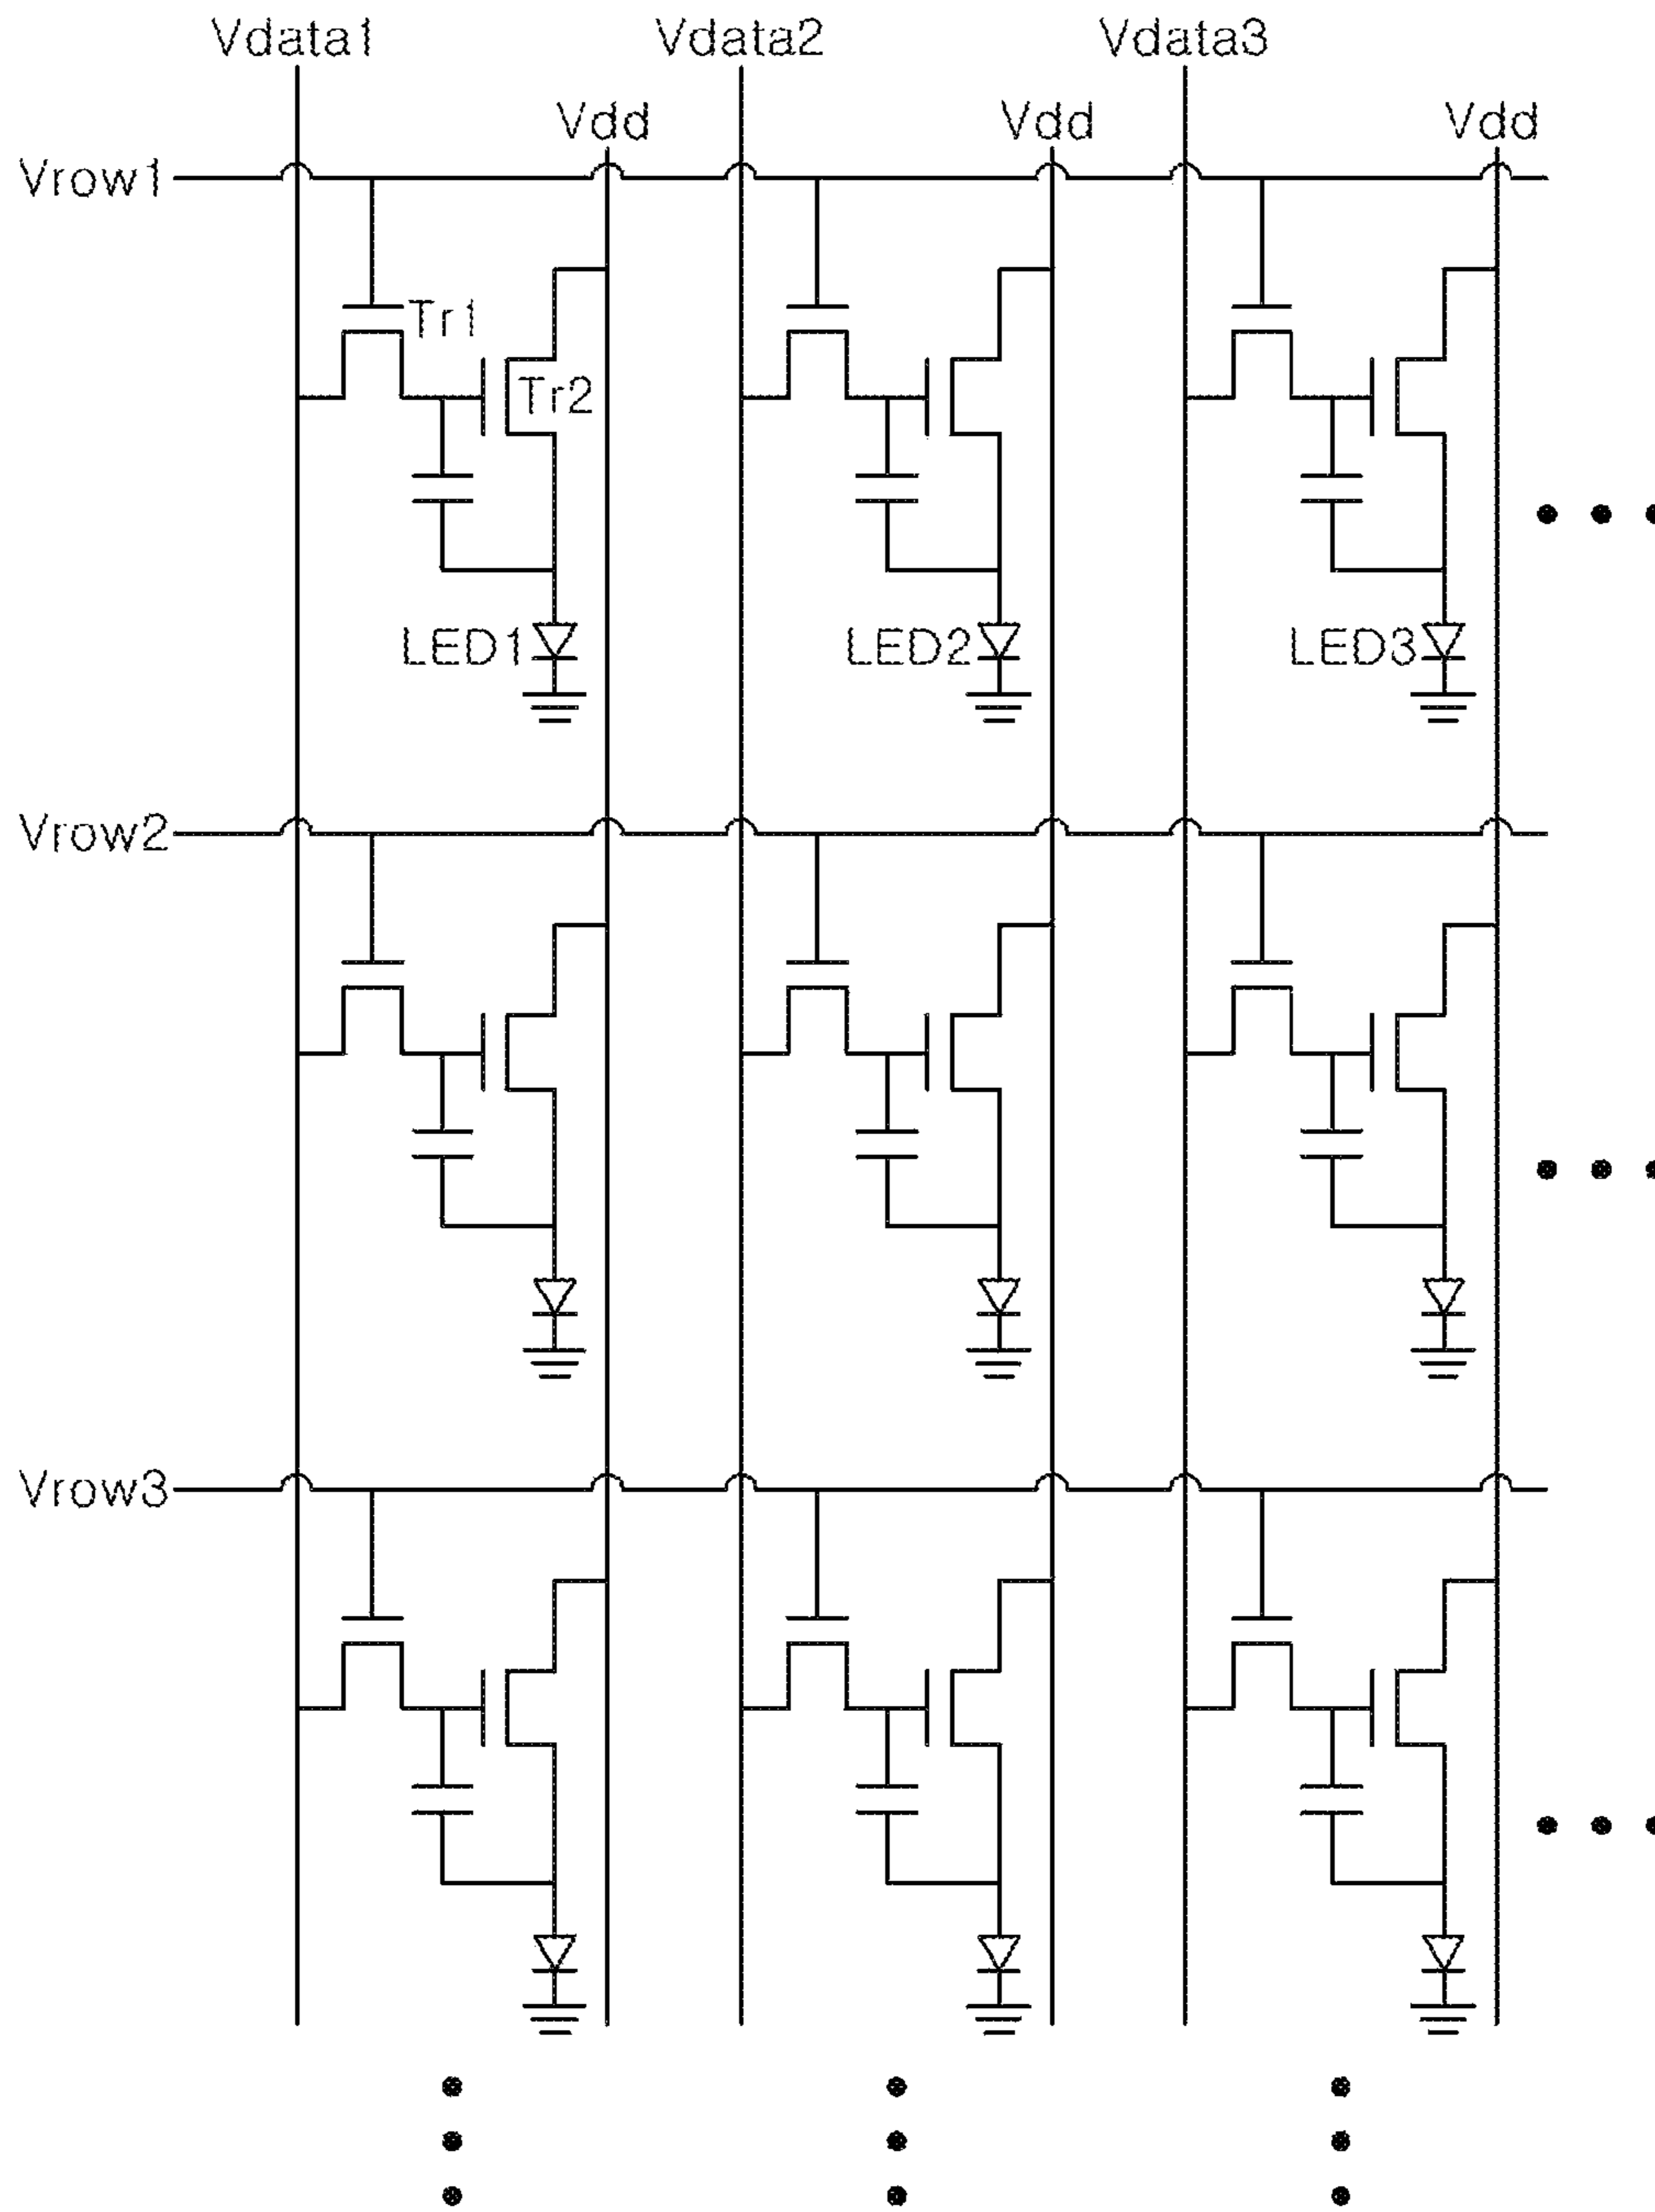 Vdata1 Vdata2 Vdata3
Vdd Vdd Vdd
Vrow1
Tr1
Tr2
LED1 LED2 LED3
Vrow2
Vrow3